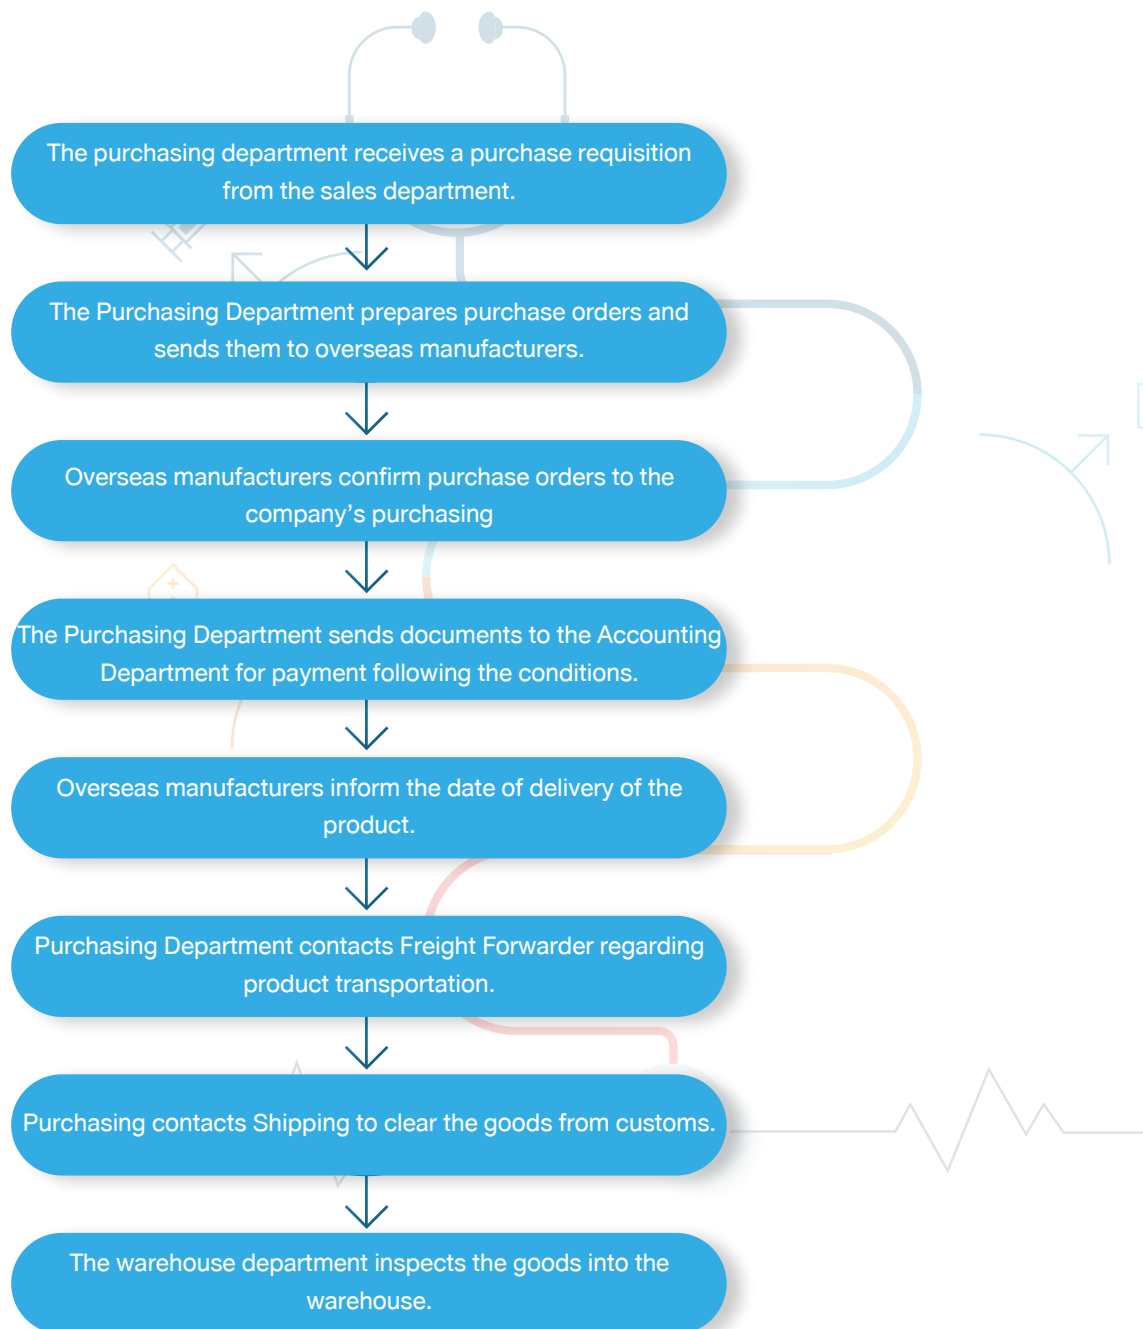 The purchasing department receives a purchase requisition
from the sales department.
The Purchasing Department prepares purchase orders and
sends them to overseas manufacturers.
Overseas manufacturers confirm purchase orders to the
company's purchasing
The Purchasing Department sends documents to the Accounting
Department for payment following the conditions.
Overseas manufacturers inform the date of delivery of the
product.
Purchasing Department contacts Freight Forwarder regarding
product transportation.
Purchasing contacts Shipping to clear the goods from customs.
The warehouse department inspects the goods into the
warehouse.